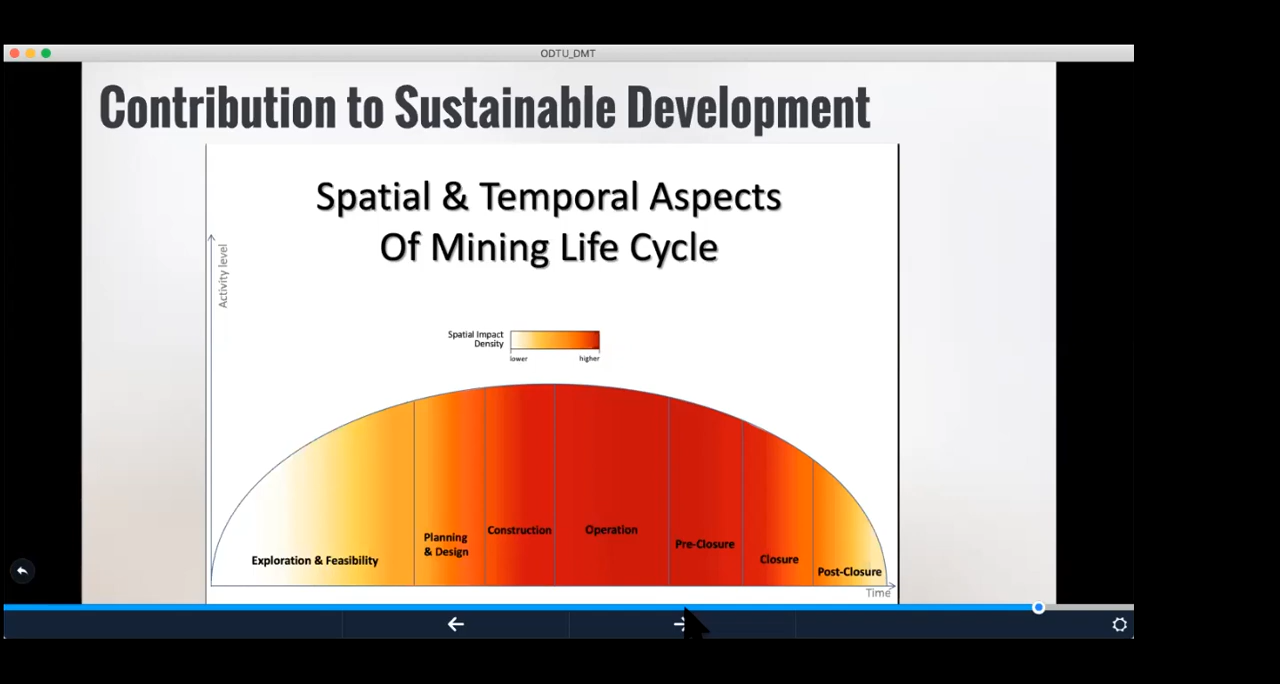 ODTU_DMT
Contribution to Sustainable Development
Spatial & Temporal Aspects
Of Mining Life Cycle
Activity level
Spatial Impact
Density
lower
higher
Exploration & Feasibility
Planning
& Design
Construction
Operation
Pre-Closure
Closure
Post-Closure
Time